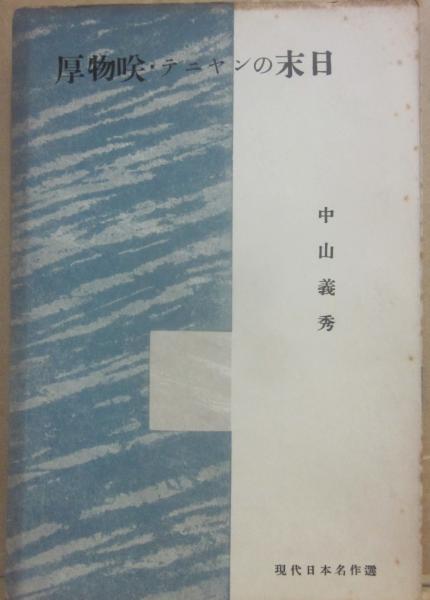 厚物咲・テニヤンの末日
中山義秀
現代日本名作選